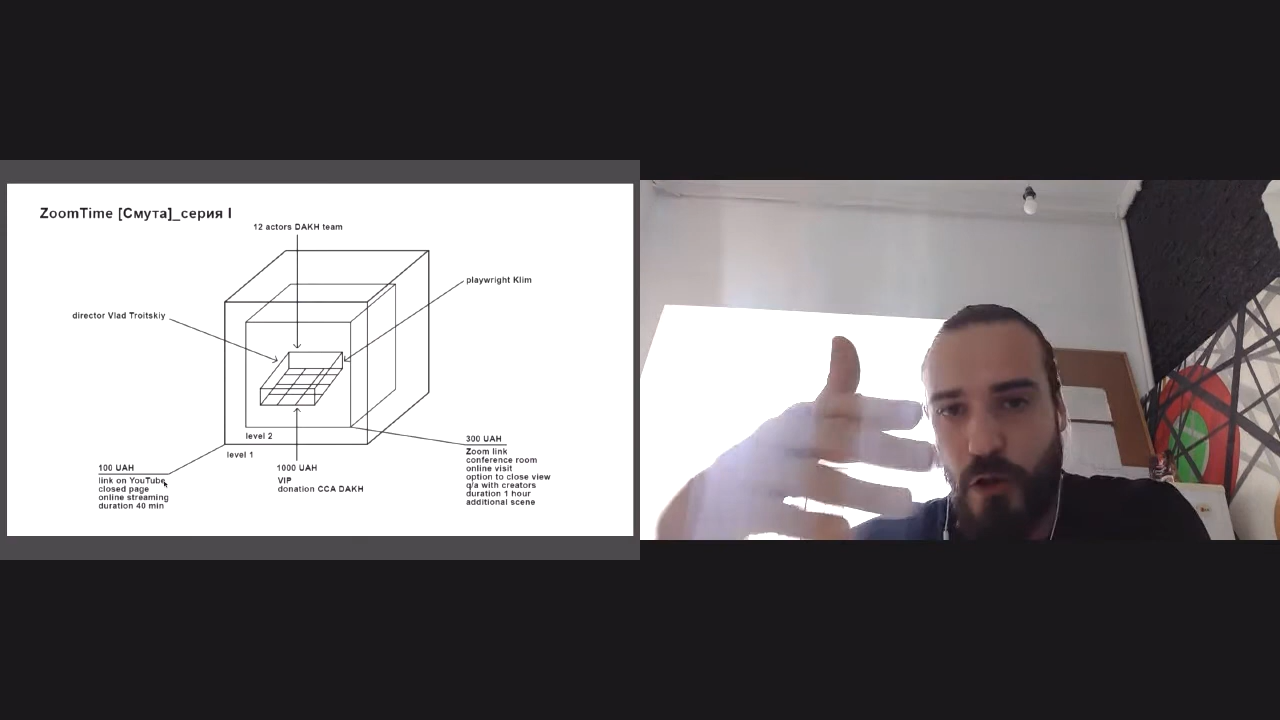 ZoomTime [Смута]_серия I
12 actors DAKH team
playwright Klim
director Vlad Troitskiy
level 2
level 1
100 UAH
link on YouTube
closed page
online streaming
duration 40 min
1000 UAH
VIP
donation CCA DAKH
300 UAH
Zoom link
conference room
online visit
option to close view
q/a with creators
duration 1 hour
additional scene